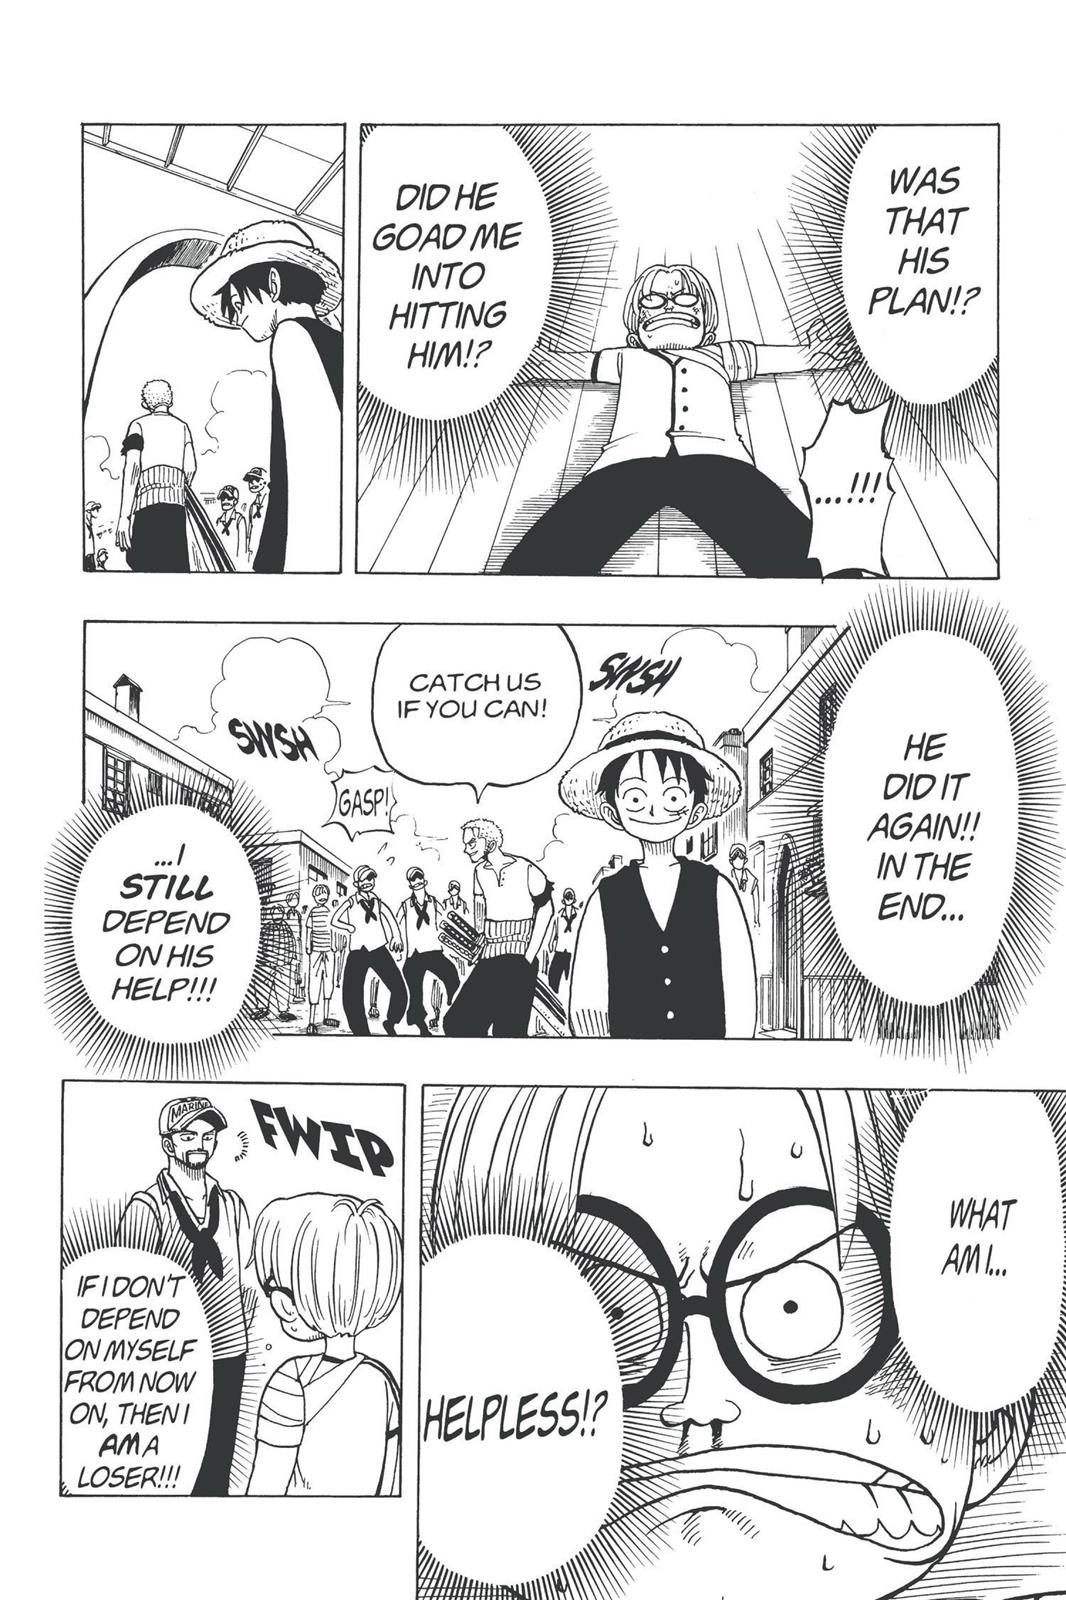 WAS
THAT
HIS
PLAN!?
DID HE
GOAD ME
INTO
HITTING
HIM!?
...!!!
HE
DID IT
AGAIN!!
IN THE
END...
SWSH
CATCH US
IF YOU CAN!
GASP!
SWSH
...I
STILL
DEPEND
ON HIS
HELP!!!
WHAT
AM I...
HELPLESS!?
MARINE
FWIP
IF I DON'T
DEPEND
ON MYSELF
FROM NOW
ON, THEN I
AM A
LOSER!!!